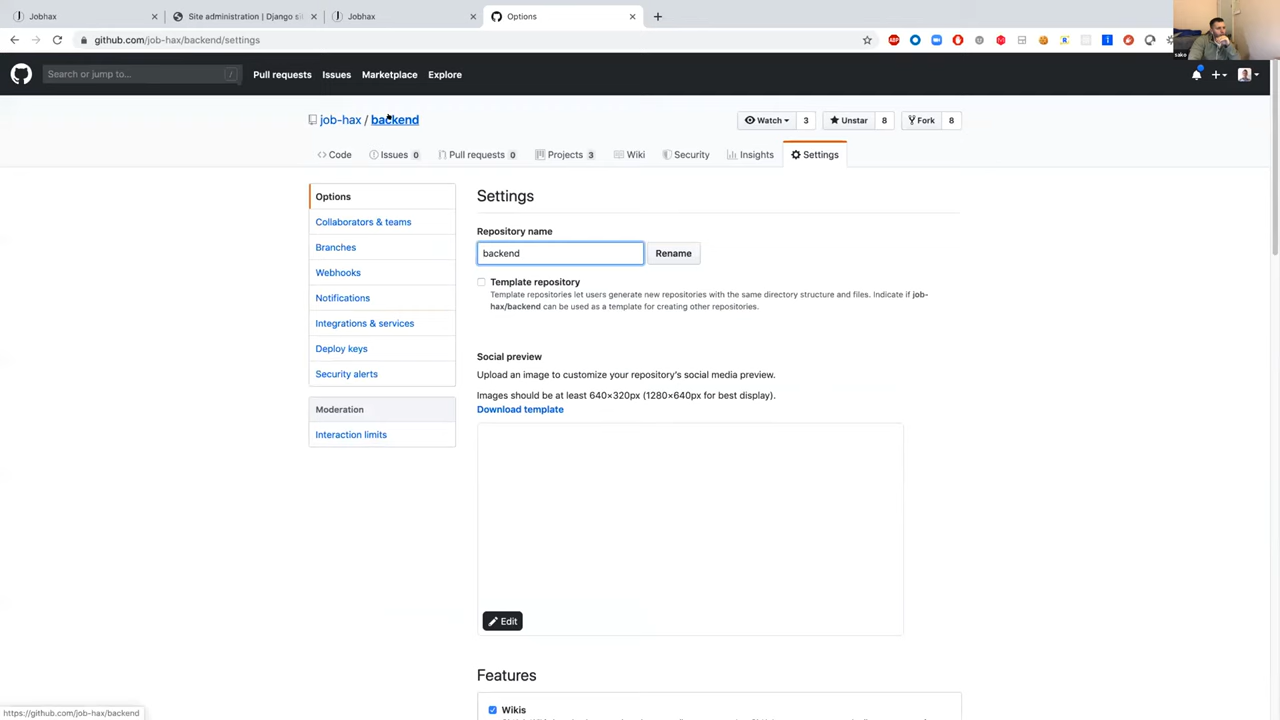 Jobhax
Site administration | Django si
Jobhax
Options
github.com/job-hax/backend/settings
sako
Search or jump to...
/
Pull requests
Issues
Marketplace
Explore
job-hax / backend
Watch 3
Unstar 8
Fork 8
Code
Issues 0
Pull requests 0
Projects 3
Wiki
Security
Insights
Settings
Options
Collaborators & teams
Branches
Webhooks
Notifications
Integrations & services
Deploy keys
Security alerts
Moderation
Interaction limits
Settings
Repository name
backend
Rename
Template repository
Template repositories let users generate new repositories with the same directory structure and files. Indicate if job-
hax/backend can be used as a template for creating other repositories.
Social preview
Upload an image to customize your repository's social media preview.
Images should be at least 640×320px (1280×640px for best display).
Download template
Edit
Features
Wikis
https://github.com/job-hax/backend